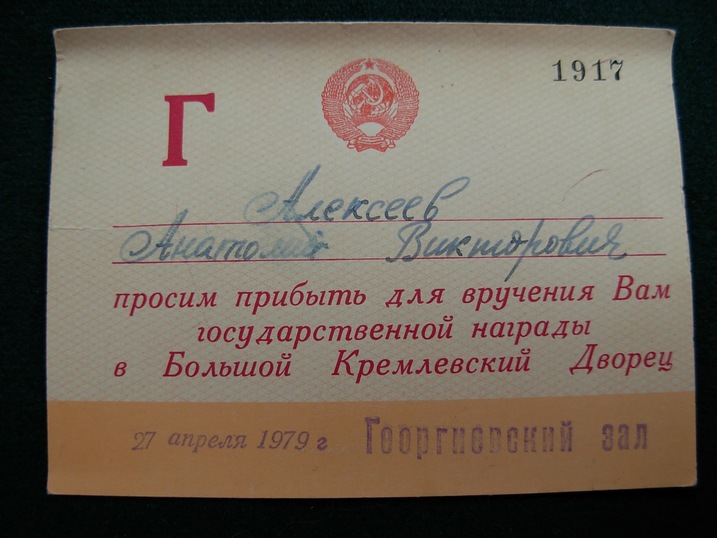 1917
Г
Алексеев
Анатолий Викторович
просим прибыть для вручения Вам
государственной награды
в Большой Кремлевский Дворец
27 апреля 1979 г Георгиевский зал